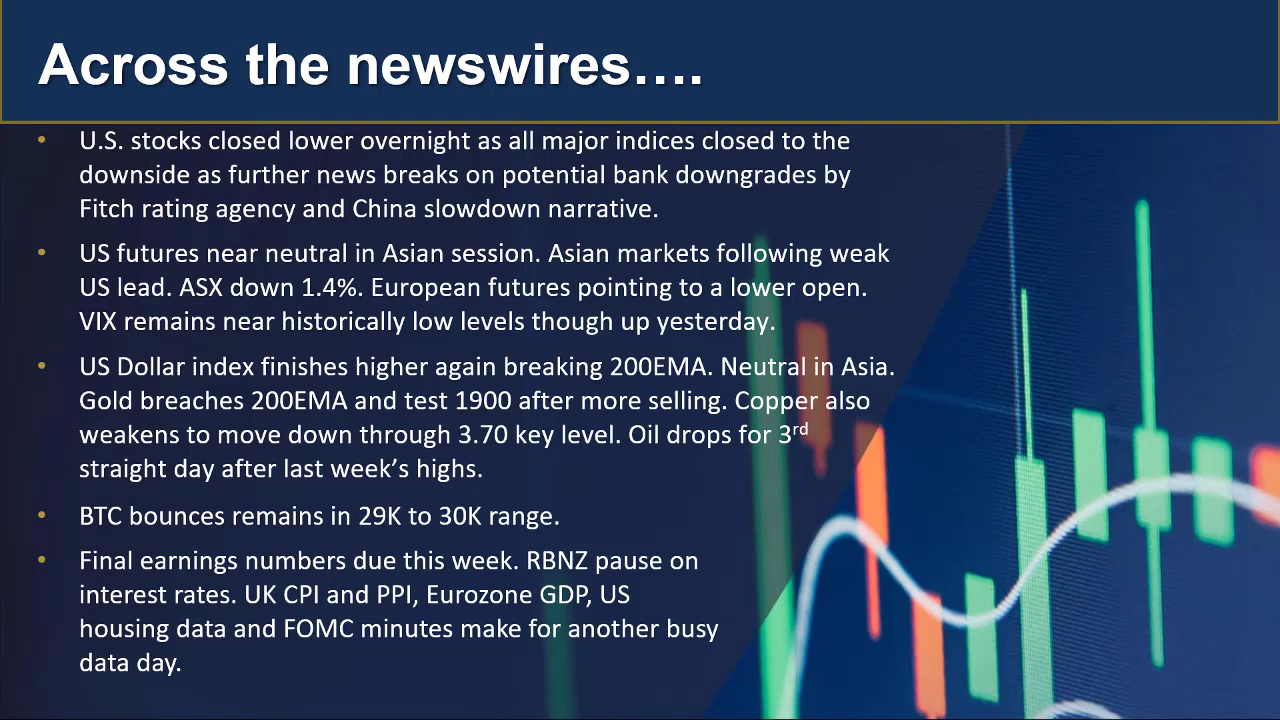 Across the newswires....
• U.S. stocks closed lower overnight as all major indices closed to the
downside as further news breaks on potential bank downgrades by
Fitch rating agency and China slowdown narrative.
• US futures near neutral in Asian session. Asian markets following weak
US lead. ASX down 1.4%. European futures pointing to a lower open.
VIX remains near historically low levels though up yesterday.
• US Dollar index finishes higher again breaking 200EMA. Neutral in Asia.
Gold breaches 200EMA and test 1900 after more selling. Copper also
weakens to move down through 3.70 key level. Oil drops for 3rd
straight day after last week’s highs.
• BTC bounces remains in 29K to 30K range.
• Final earnings numbers due this week. RBNZ pause on
interest rates. UK CPI and PPI, Eurozone GDP, US
housing data and FOMC minutes make for another busy
data day.